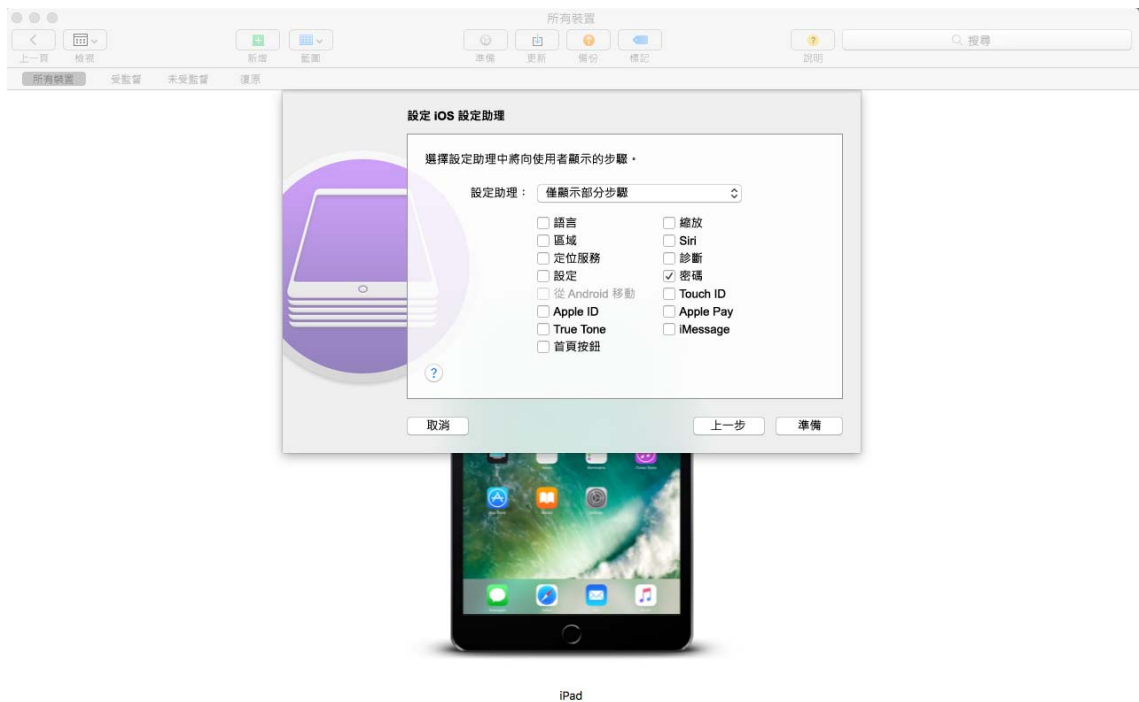 所有裝置
上一頁 檢視 新增 藍圖 準備 更新 備份 標記 說明 搜尋
所有裝置 受監督 未受監督 復原
設定 iOS 設定助理
選擇設定助理中將向使用者顯示的步驟。
設定助理： 僅顯示部分步驟
語言 縮放
區域 Siri
定位服務 診斷
設定 密碼
從 Android 移動 Touch ID
Apple ID Apple Pay
True Tone iMessage
首頁按鈕
?
取消 上一步 準備
iPad